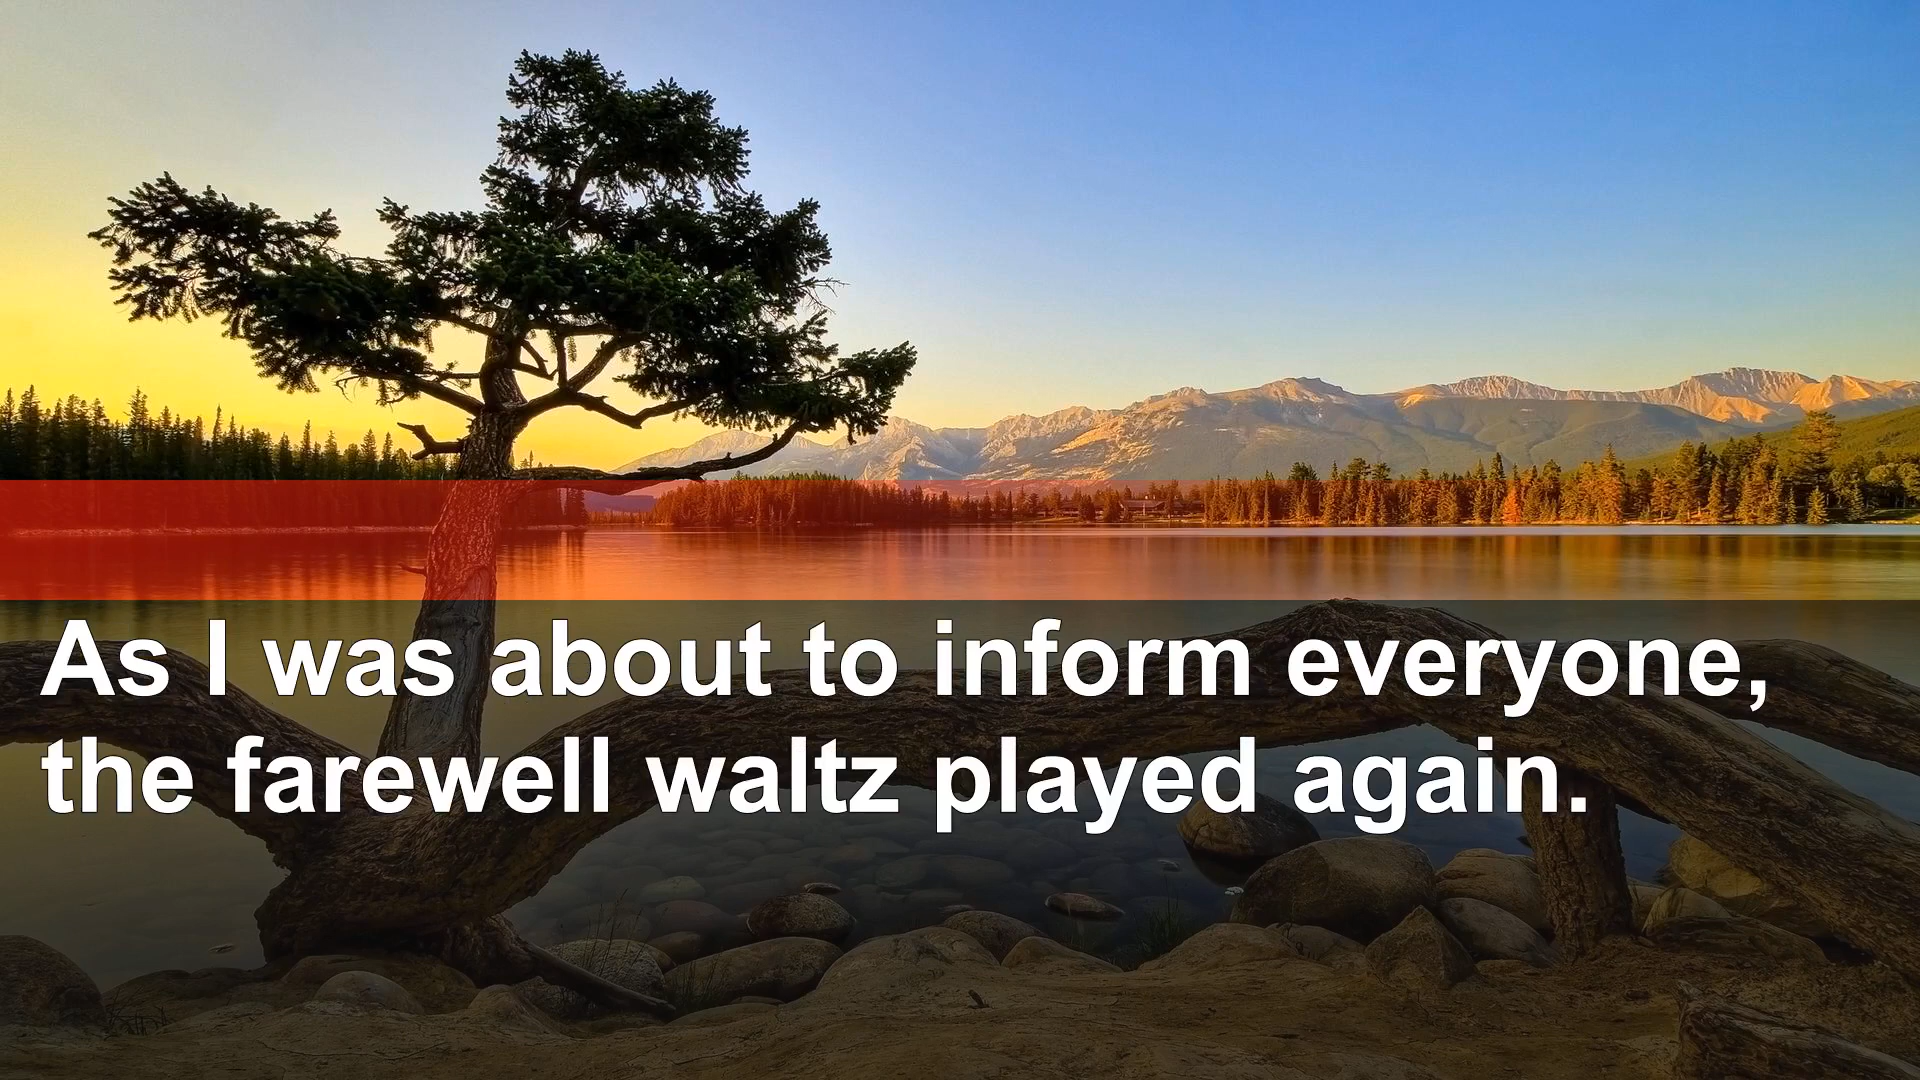 As I was about to inform everyone,
the farewell waltz played again.